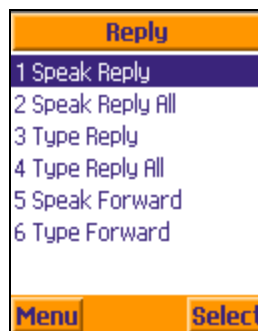 Reply
1 Speak Reply
2 Speak Reply All
3 Type Reply
4 Type Reply All
5 Speak Forward
6 Type Forward
Menu Select